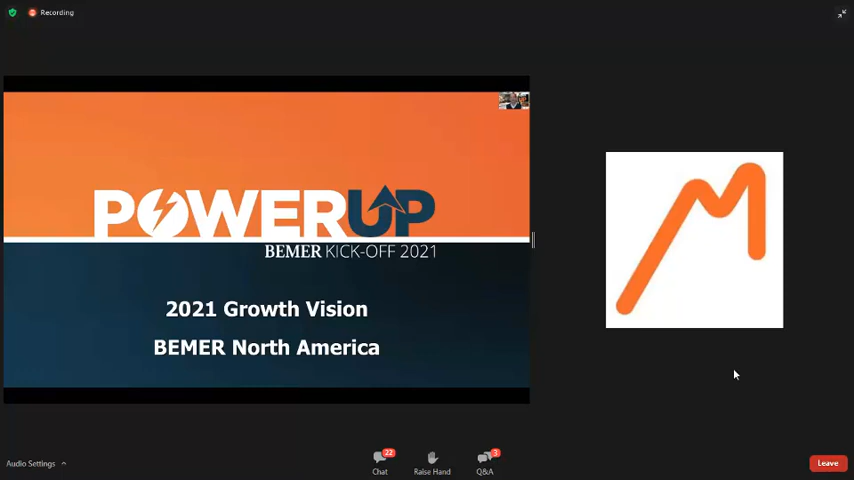 Recording
POWERUP
BEMER KICK-OFF 2021
2021 Growth Vision
BEMER North America
Audio Settings
22
Chat
Raise Hand
3
Q&A
Leave